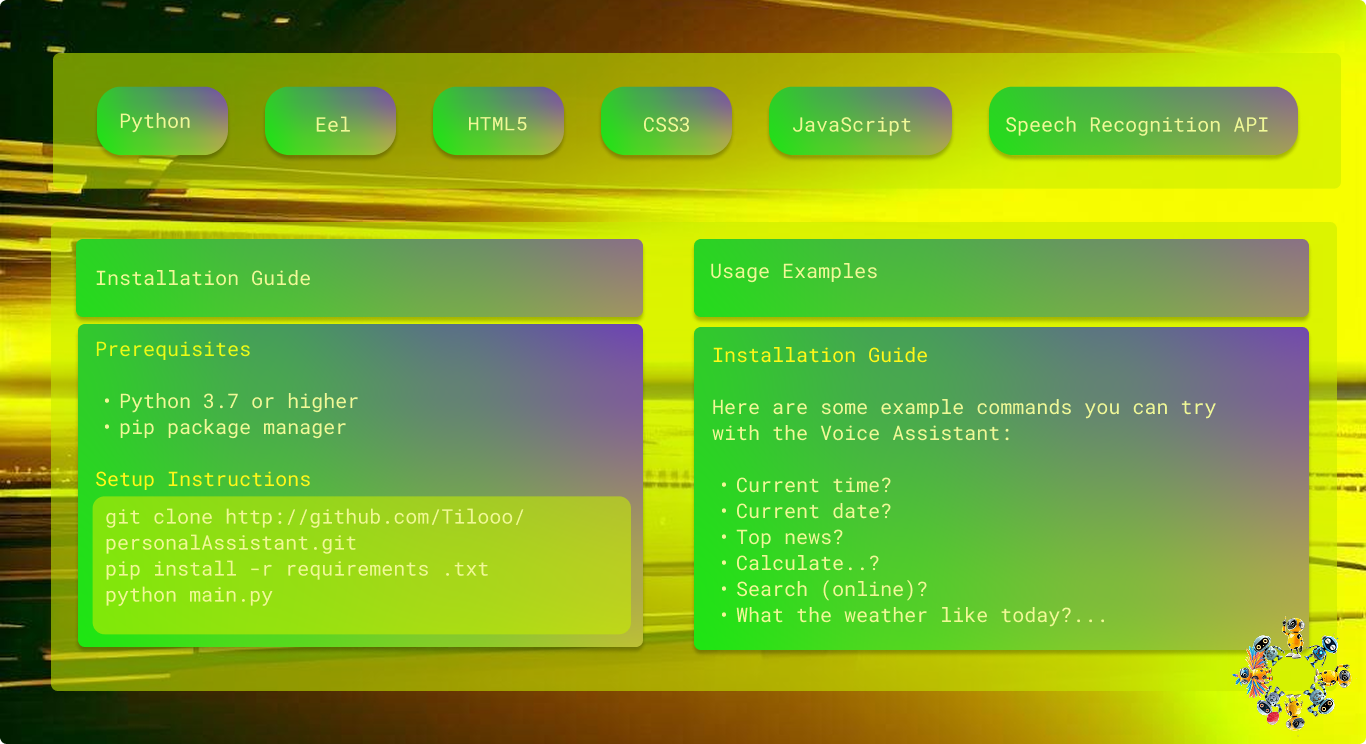 Python
Eel
HTML5
CSS3
JavaScript
Speech Recognition API
Installation Guide
Prerequisites
• Python 3.7 or higher
• pip package manager
Setup Instructions
git clone http://github.com/Tilooo/
personalAssistant.git
pip install -r requirements .txt
python main.py
Usage Examples
Installation Guide
Here are some example commands you can try
with the Voice Assistant:
• Current time?
• Current date?
• Top news?
• Calculate..?
• Search (online)?
• What the weather like today?...